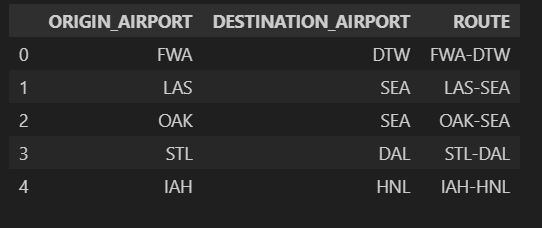 ORIGIN_AIRPORT DESTINATION_AIRPORT ROUTE
0 FWA DTW FWA-DTW
1 LAS SEA LAS-SEA
2 OAK SEA OAK-SEA
3 STL DAL STL-DAL
4 IAH HNL IAH-HNL